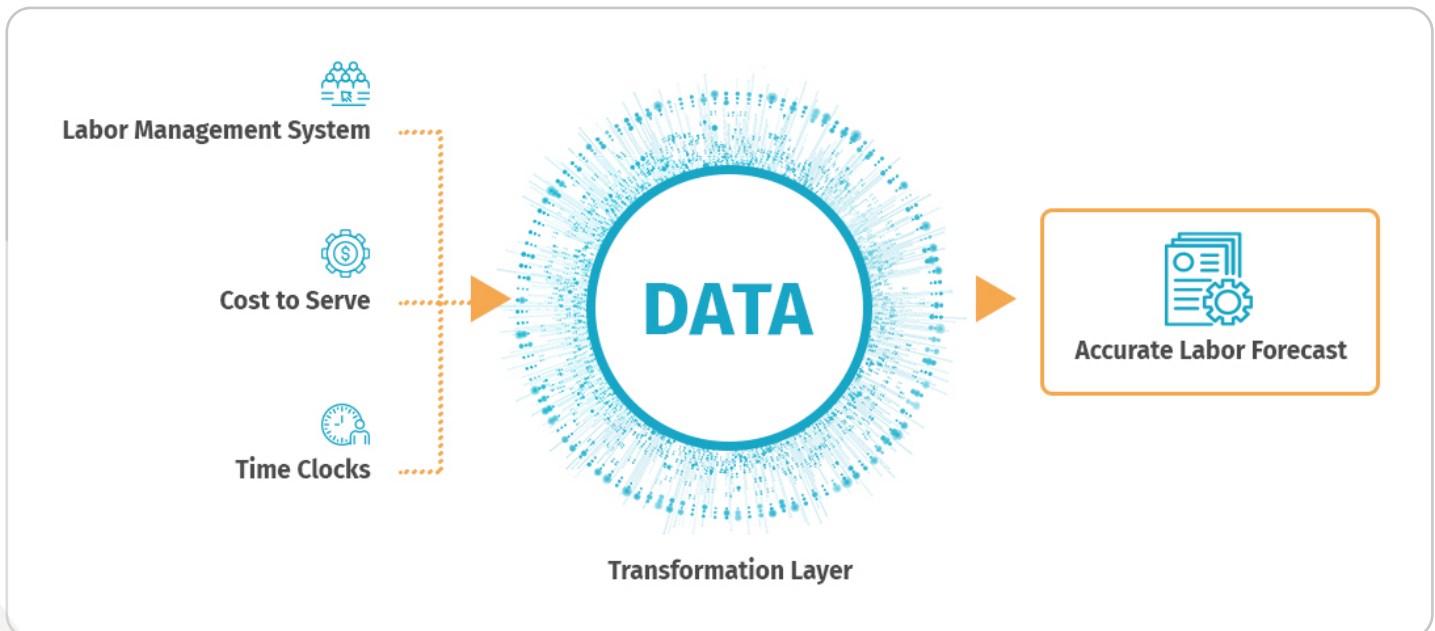 Labor Management System
Cost to Serve
Time Clocks
DATA
Transformation Layer
Accurate Labor Forecast